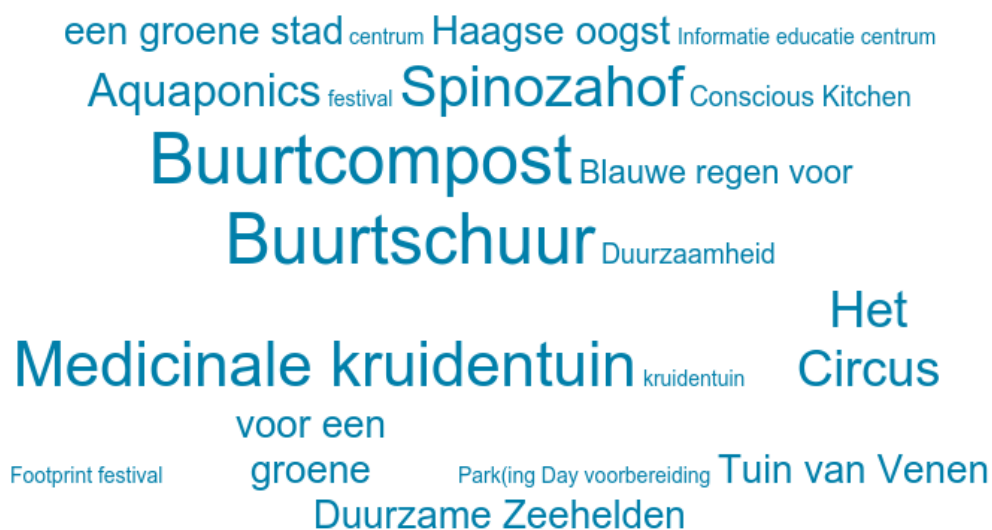 een groene stad centrum Haagse oogst Informatie educatie centrum
Aquaponics festival Spinozahof Conscious Kitchen
Buurtcompost Blauwe regen voor
Buurtschuur Duurzaamheid
Het
Medicinale kruidentuin kruidentuin Circus
voor een
Footprint festival groene Park(ing Day voorbereiding Tuin van Venen
Duurzame Zeehelden